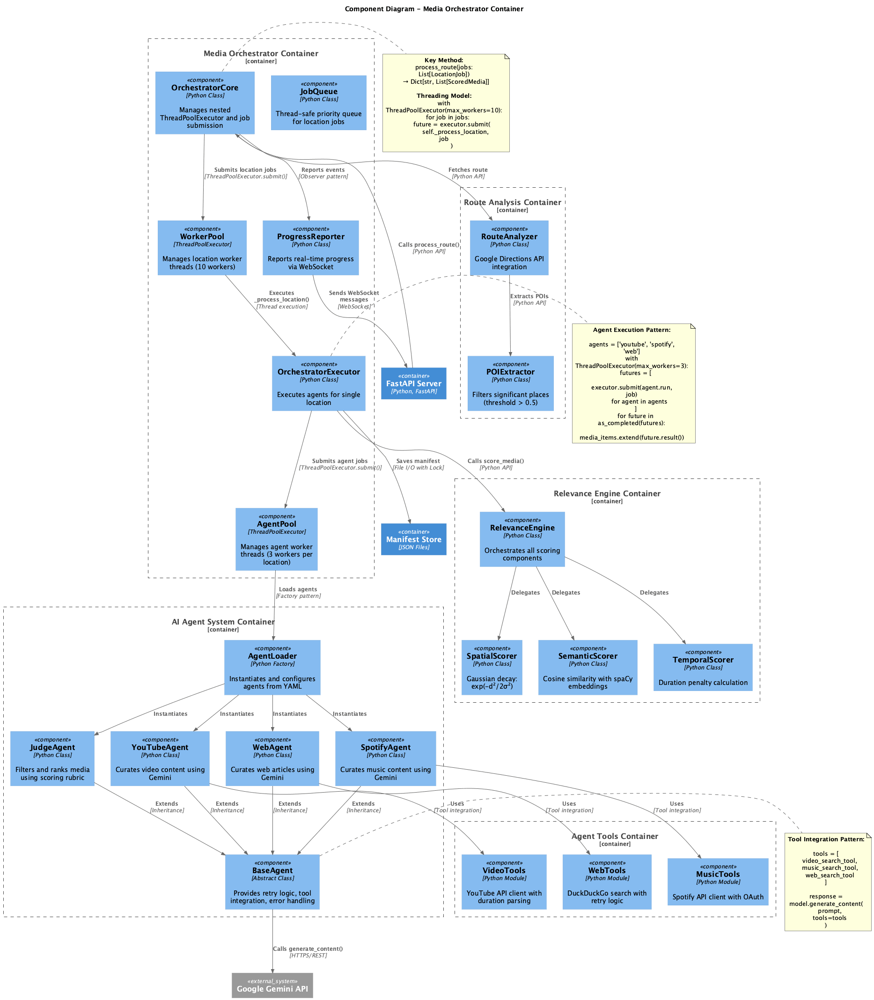 Component Diagram - Media Orchestrator Container
Media Orchestrator Container
[container]
«component»
OrchestratorCore
[Python Class]
Manages nested
ThreadPoolExecutor and job
submission
«component»
JobQueue
[Python Class]
Thread-safe priority queue
for location jobs
Key Method:
process_route(jobs:
List[LocationJob])
→ Dict[str, List[ScoredMedia]]
Threading Model:
with
ThreadPoolExecutor(max_workers=10):
for job in jobs:
future = executor.submit(
self._process_location,
job
)
Submits location jobs
[ThreadPoolExecutor.submit()]
Reports events
[Observer pattern]
Fetches route
[Python API]
Route Analysis Container
[container]
«component»
WorkerPool
[ThreadPoolExecutor]
Manages location worker
threads (10 workers)
«component»
ProgressReporter
[Python Class]
Reports real-time progress
via WebSocket
Calls process_route()
[Python API]
«component»
RouteAnalyzer
[Python Class]
Google Directions API
integration
Executes
_process_location()
[Thread execution]
Sends WebSocket
messages
[WebSocket]
Extracts POIs
[Python API]
Agent Execution Pattern:
agents = ['youtube', 'spotify',
'web']
with
ThreadPoolExecutor(max_workers=3):
futures = [
executor.submit(agent.run,
job)
for agent in agents
]
for future in
as_completed(futures):
media_items.extend(future.result())
«component»
OrchestratorExecutor
[Python Class]
Executes agents for single
location
«container»
FastAPI Server
[Python, FastAPI]
«component»
POIExtractor
[Python Class]
Filters significant places
(threshold > 0.5)
Submits agent jobs
[ThreadPoolExecutor.submit()]
Saves manifest
[File I/O with Lock]
Calls score_media()
[Python API]
Relevance Engine Container
[container]
«component»
AgentPool
[ThreadPoolExecutor]
Manages agent worker
threads (3 workers per
location)
«container»
Manifest Store
[JSON Files]
«component»
RelevanceEngine
[Python Class]
Orchestrates all scoring
components
Loads agents
[Factory pattern]
Delegates
Delegates
Delegates
AI Agent System Container
[container]
«component»
AgentLoader
[Python Factory]
Instantiates and configures
agents from YAML
«component»
SpatialScorer
[Python Class]
Gaussian decay:
exp(-d²/2σ²)
«component»
SemanticScorer
[Python Class]
Cosine similarity with spaCy
embeddings
«component»
TemporalScorer
[Python Class]
Duration penalty calculation
Instantiates
Instantiates
Instantiates
Instantiates
«component»
JudgeAgent
[Python Class]
Filters and ranks media
using scoring rubric
«component»
YouTubeAgent
[Python Class]
Curates video content using
Gemini
«component»
WebAgent
[Python Class]
Curates web articles using
Gemini
«component»
SpotifyAgent
[Python Class]
Curates music content using
Gemini
Extends
[Inheritance]
Extends
[Inheritance]
Extends
[Inheritance]
Extends
[Inheritance]
Uses
[Tool integration]
Uses
[Tool integration]
Uses
[Tool integration]
Agent Tools Container
[container]
«component»
BaseAgent
[Abstract Class]
Provides retry logic, tool
integration, error handling
«component»
VideoTools
[Python Module]
YouTube API client with
duration parsing
«component»
WebTools
[Python Module]
DuckDuckGo search with
retry logic
«component»
MusicTools
[Python Module]
Spotify API client with OAuth
Tool Integration Pattern:
tools = [
video_search_tool,
music_search_tool,
web_search_tool
]
response =
model.generate_content(
prompt,
tools=tools
)
Calls generate_content()
[HTTPS/REST]
«external_system»
Google Gemini API